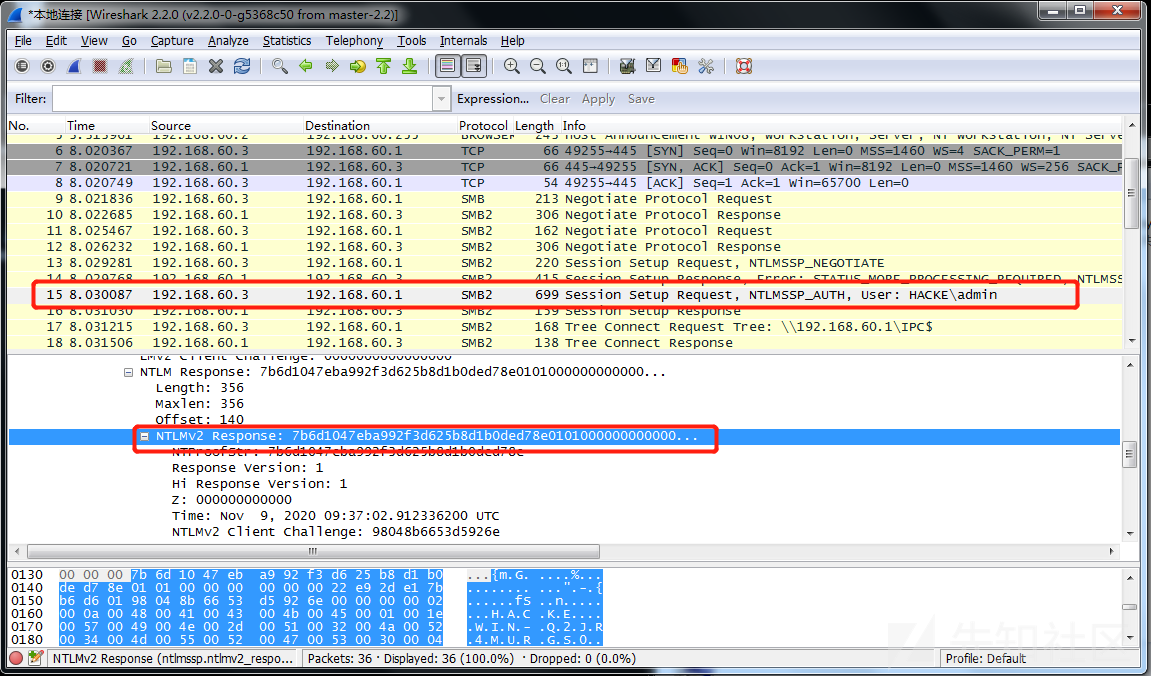 *本地连接 [Wireshark 2.2.0 (v2.2.0-0-g5368c50 from master-2.2)]
File Edit View Go Capture Analyze Statistics Telephony Tools Internals Help
Filter: Expression... Clear Apply Save
No. Time Source Destination Protocol Length Info
5 3.313961 192.168.60.2 192.168.60.255 BROWSER 243 Host Announcement WIN08, Workstation, Server, NT Workstation, NT Serve
6 8.020367 192.168.60.3 192.168.60.1 TCP 66 49255→445 [SYN] Seq=0 Win=8192 Len=0 MSS=1460 WS=4 SACK_PERM=1
7 8.020721 192.168.60.1 192.168.60.3 TCP 66 445→49255 [SYN, ACK] Seq=0 Ack=1 Win=8192 Len=0 MSS=1460 WS=256 SACK_P
8 8.020749 192.168.60.3 192.168.60.1 TCP 54 49255→445 [ACK] Seq=1 Ack=1 Win=65700 Len=0
9 8.021836 192.168.60.3 192.168.60.1 SMB 213 Negotiate Protocol Request
10 8.022685 192.168.60.1 192.168.60.3 SMB2 306 Negotiate Protocol Response
11 8.025467 192.168.60.3 192.168.60.1 SMB2 162 Negotiate Protocol Request
12 8.026232 192.168.60.1 192.168.60.3 SMB2 306 Negotiate Protocol Response
13 8.029281 192.168.60.3 192.168.60.1 SMB2 220 Session Setup Request, NTLMSSP_NEGOTIATE
14 8.029768 192.168.60.1 192.168.60.3 SMB2 415 Session Setup Response, Error: STATUS_MORE_PROCESSING_REQUIRED, NTLMSS
15 8.030087 192.168.60.3 192.168.60.1 SMB2 699 Session Setup Request, NTLMSSP_AUTH, User: HACKE\admin
16 8.031030 192.168.60.1 192.168.60.3 SMB2 159 Session Setup Response
17 8.031215 192.168.60.3 192.168.60.1 SMB2 168 Tree Connect Request Tree: \\192.168.60.1\IPC$
18 8.031506 192.168.60.1 192.168.60.3 SMB2 138 Tree Connect Response
LMv2 Client Challenge: 0000000000000000
NTLM Response: 7b6d1047eba992f3d625b8d1b0ded78e0101000000000000...
Length: 356
Maxlen: 356
Offset: 140
NTLMv2 Response: 7b6d1047eba992f3d625b8d1b0ded78e0101000000000000...
NTProofStr: 7b6d1047eba992f3d625b8d1b0ded78e
Response Version: 1
Hi Response Version: 1
Z: 000000000000
Time: Nov 9, 2020 09:37:02.912336200 UTC
NTLMv2 Client Challenge: 98048b6653d5926e
0130 00 00 00 7b 6d 10 47 eb a9 92 f3 d6 25 b8 d1 b0 ...{m.G. ....%...
0140 de d7 8e 01 01 00 00 00 00 00 00 22 e9 2d e1 7b ........ ...".-.{
0150 b6 d6 01 98 04 8b 66 53 d5 92 6e 00 00 00 00 02 ......fS ..n.....
0160 00 0a 00 48 00 41 00 43 00 4b 00 45 00 01 00 1e ...H.A.C .K.E....
0170 00 57 00 49 00 4e 00 2d 00 51 00 32 00 4a 00 52 .W.I.N.- .Q.2.J.R
0180 00 34 00 4d 00 55 00 52 00 47 00 53 00 30 00 04 .4.M.U.R .G.S.0..
NTLMv2 Response (ntlmssp.ntlmv2_respo... Packets: 36 · Displayed: 36 (100.0%) · Dropped: 0 (0.0%) Profile: Default
先知社区